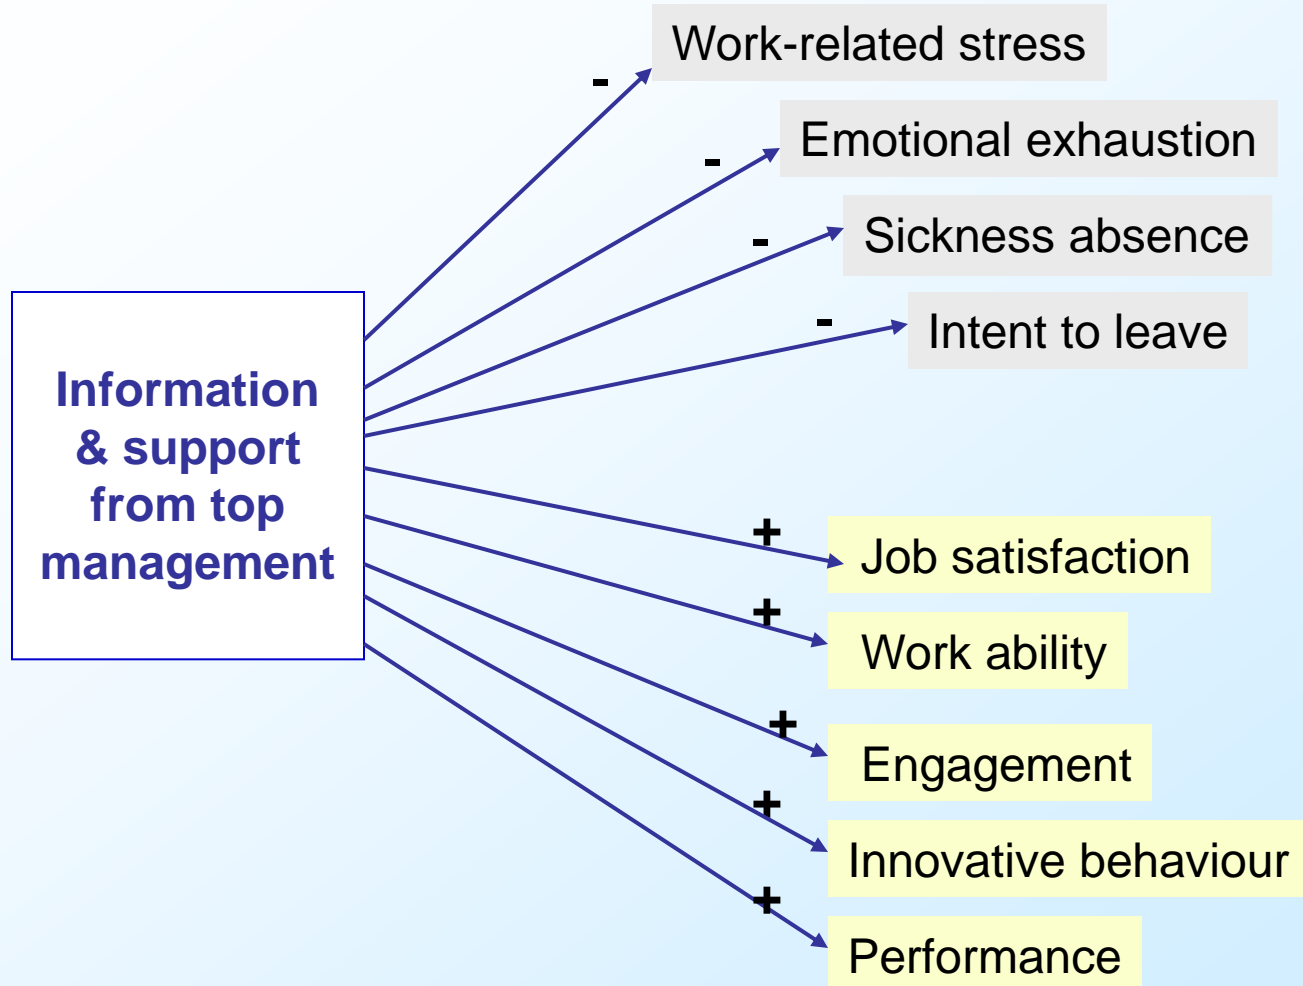 Work-related stress
-
Emotional exhaustion
-
Sickness absence
-
Intent to leave
-
Information
& support
from top
management
+
Job satisfaction
+
Work ability
+
Engagement
+
Innovative behaviour
+
Performance